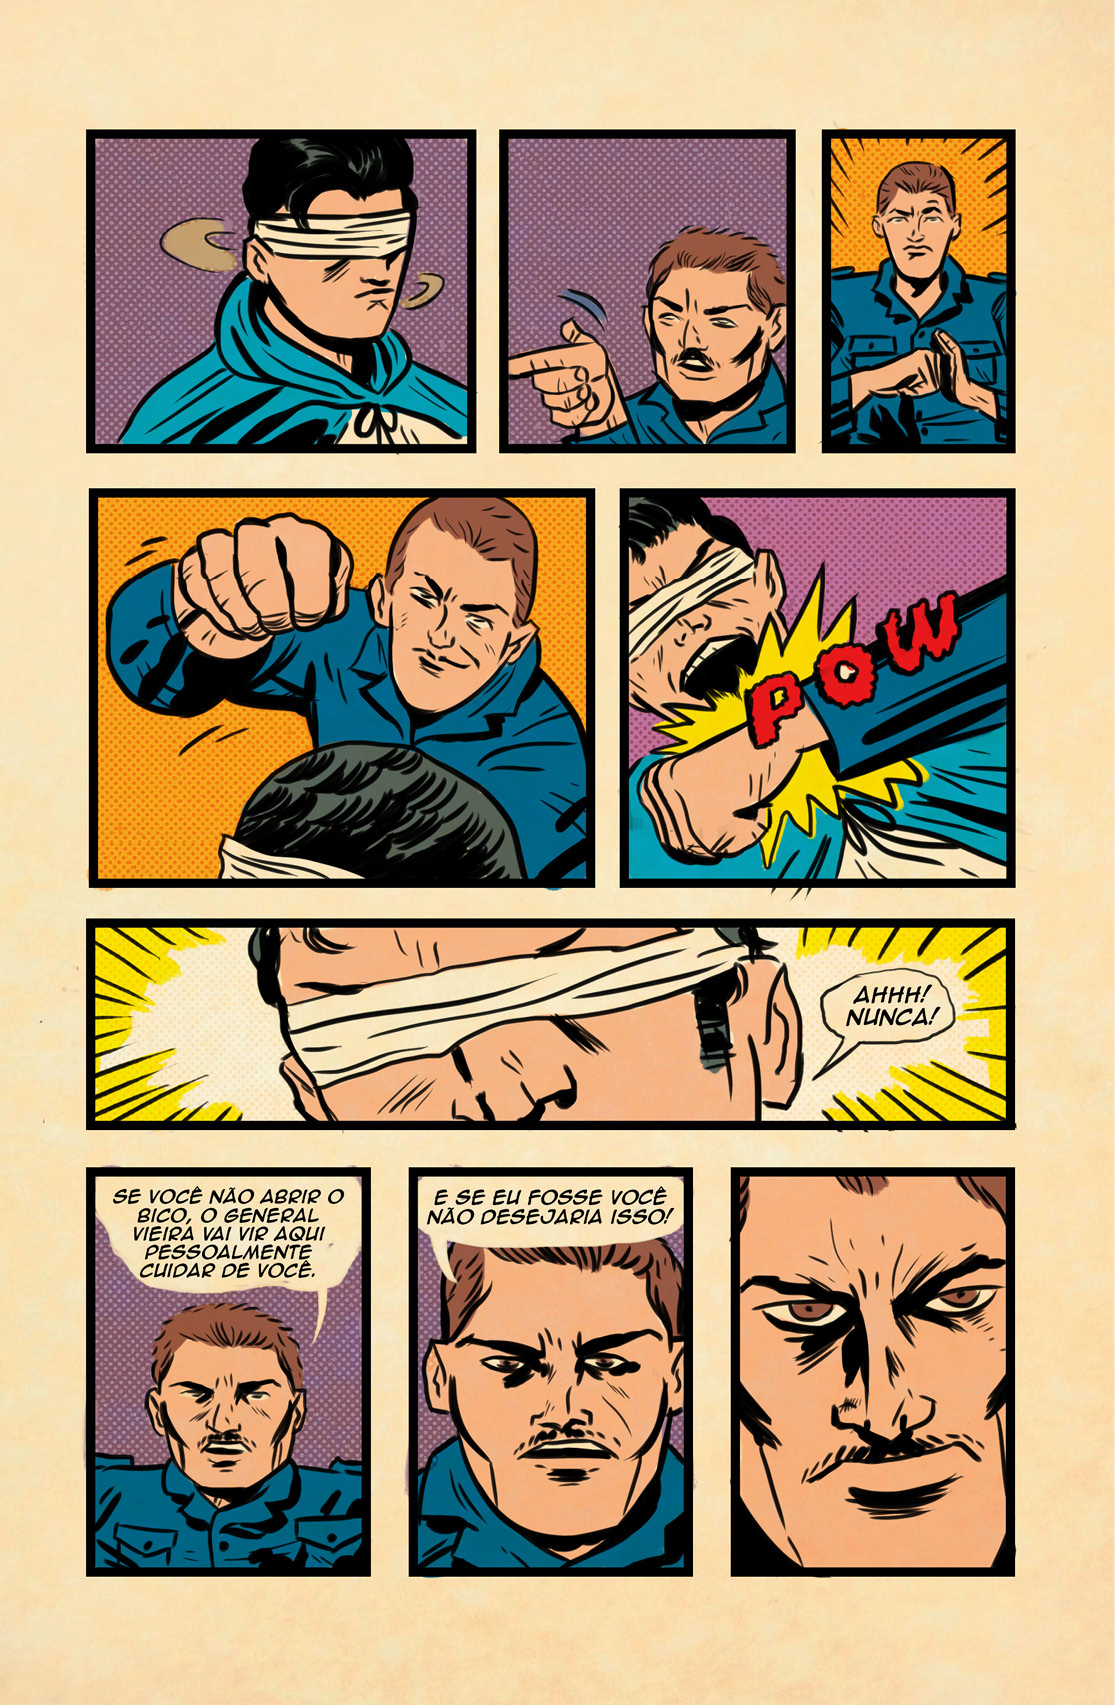 POW
AHHH!
NUNCA!
SE VOCÊ NÃO ABRIR O
BICO, O GENERAL
VIEIRA VAI VIR AQUI
PESSOALMENTE
CUIDAR DE VOCÊ.
E SE EU FOSSE VOCÊ
NÃO DESEJARIA ISSO!